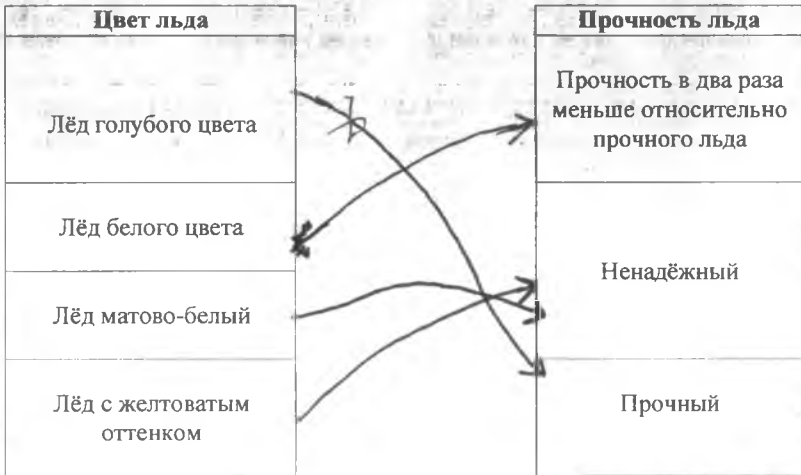 Цвет льда
Прочность льда
Лёд голубого цвета
Прочность в два раза
меньше относительно
прочного льда
Лёд белого цвета
Ненадёжный
Лёд матово-белый
Лёд с желтоватым
оттенком
Прочный